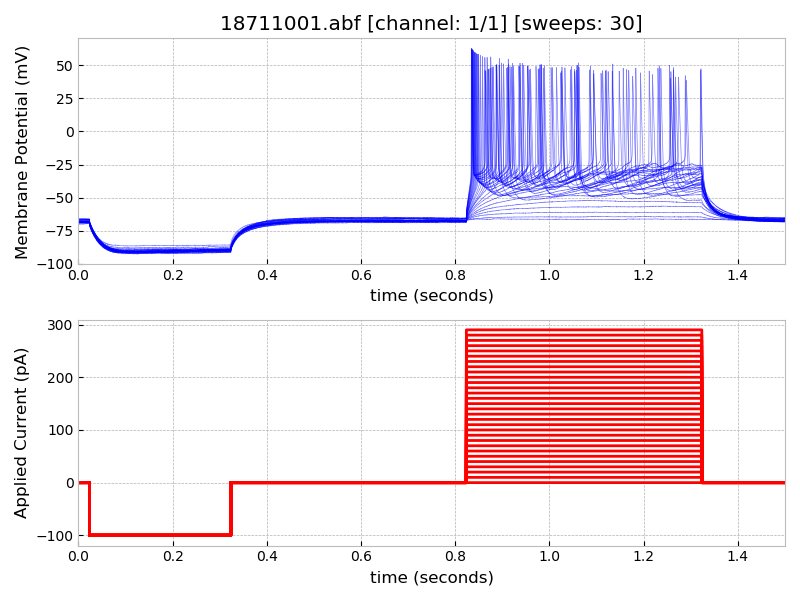 18711001.abf [channel: 1/1] [sweeps: 30]
Membrane Potential (mV)
50
25
0
−25
−50
−75
−100
0.0 0.2 0.4 0.6 0.8 1.0 1.2 1.4
time (seconds)
Applied Current (pA)
300
200
100
0
−100
0.0 0.2 0.4 0.6 0.8 1.0 1.2 1.4
time (seconds)